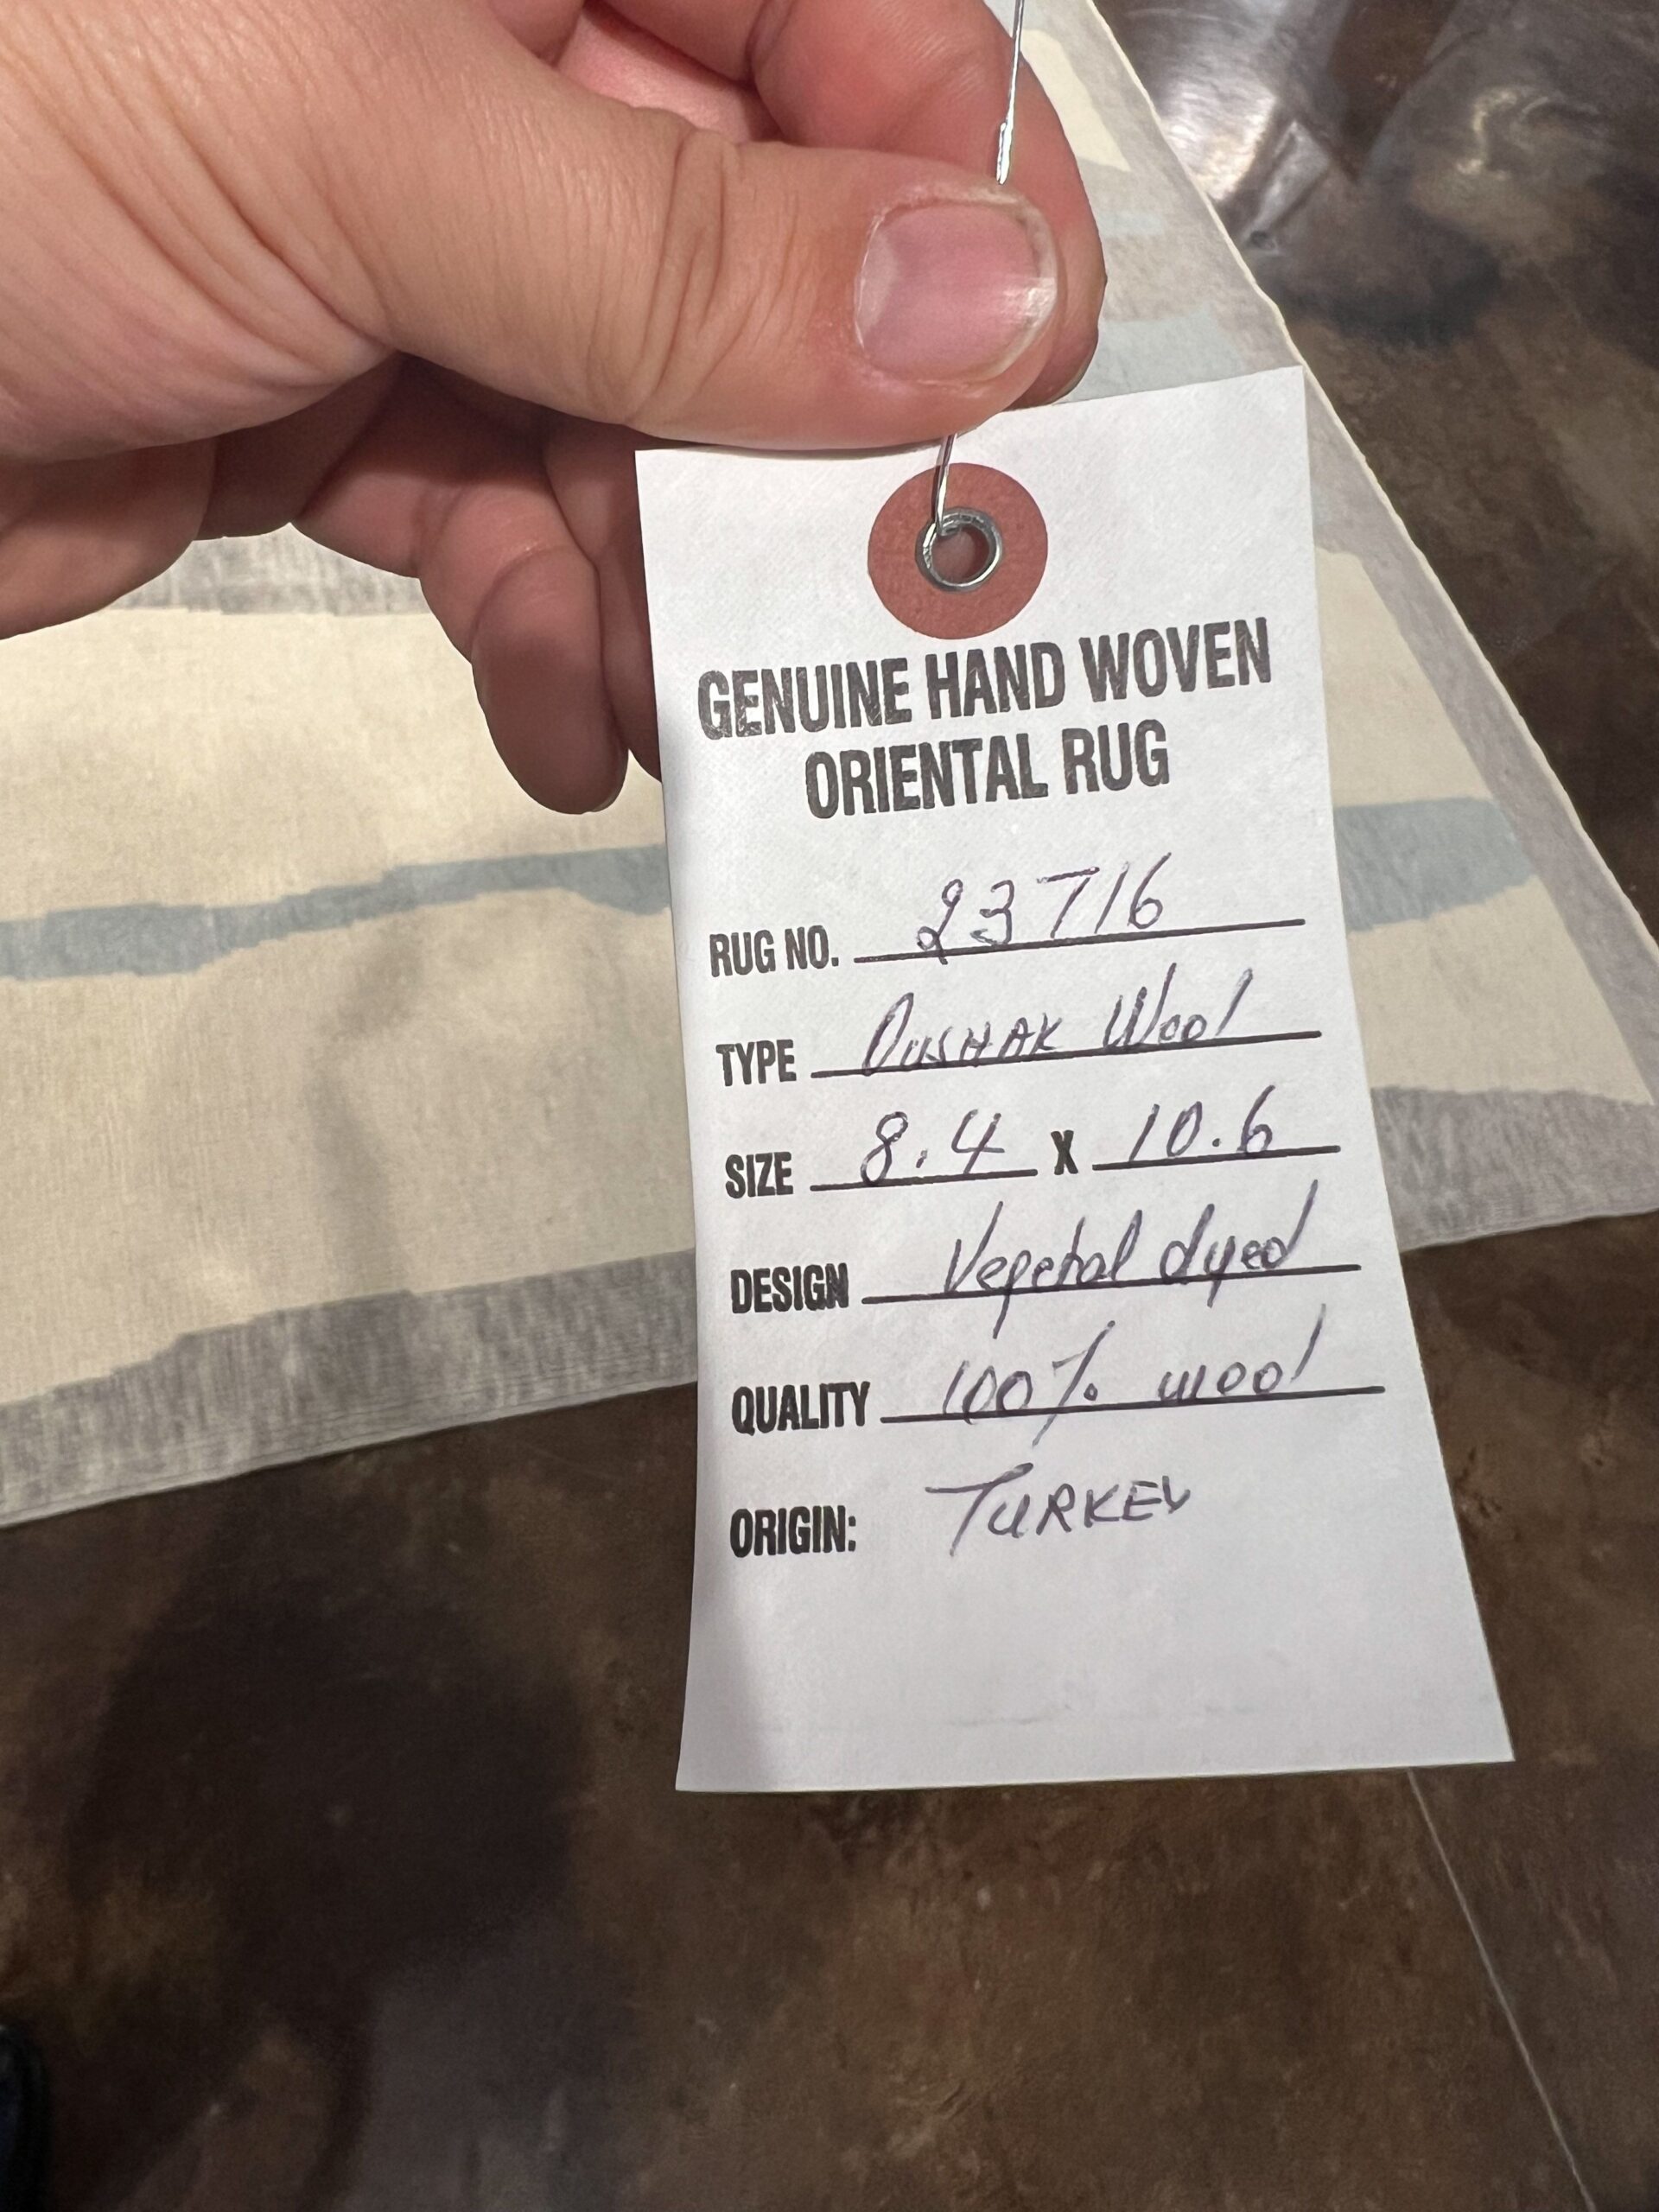 GENUINE HAND WOVEN
ORIENTAL RUG
RUG NO. 23716
TYPE OUSHAK Wool
SIZE 8.4 X 10.6
DESIGN Vegetal dyed
QUALITY 100% wool
ORIGIN: TURKEY